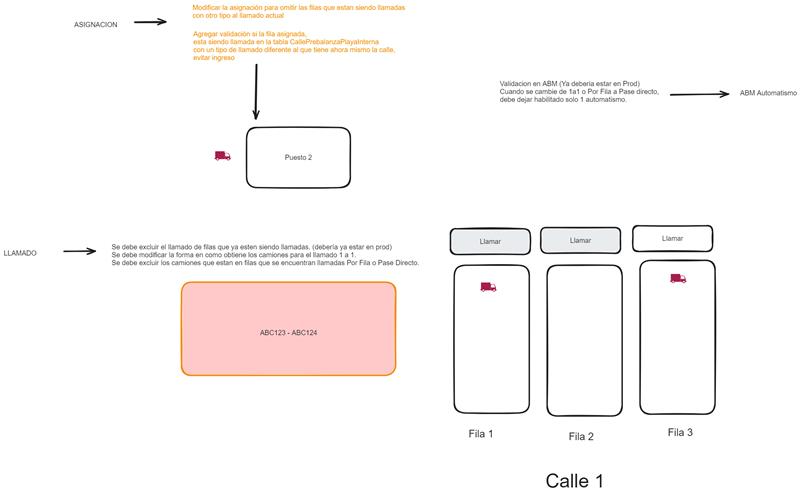 Modificar la asignación para omitir las filas que estan siendo llamadas
con otro tipo al llamado actual
ASIGNACION
Agregar validación si la fila asignada,
esta siendo llamada en la tabla CallePrebalanzaPlayaInterna
con un tipo de llamado diferente al que tiene ahora mismo la calle,
evitar ingreso
Validacion en ABM (Ya deberia estar en Prod)
Cuando se cambie de 1a1 o Por Fila a Pase directo,
debe dejar habilitado solo 1 automatismo.
ABM Automatismo
Puesto 2
LLAMADO
Se debe excluir el llamado de filas que ya esten siendo llamadas. (debería ya estar en prod)
Se debe modificar la forma en como obtiene los camiones para el llamado 1 a 1.
Se debe excluir los camiones que estan en filas que se encuentran llamadas Por Fila o Pase Directo.
Llamar
Llamar
Llamar
ABC123 - ABC124
Fila 1
Fila 2
Fila 3
Calle 1